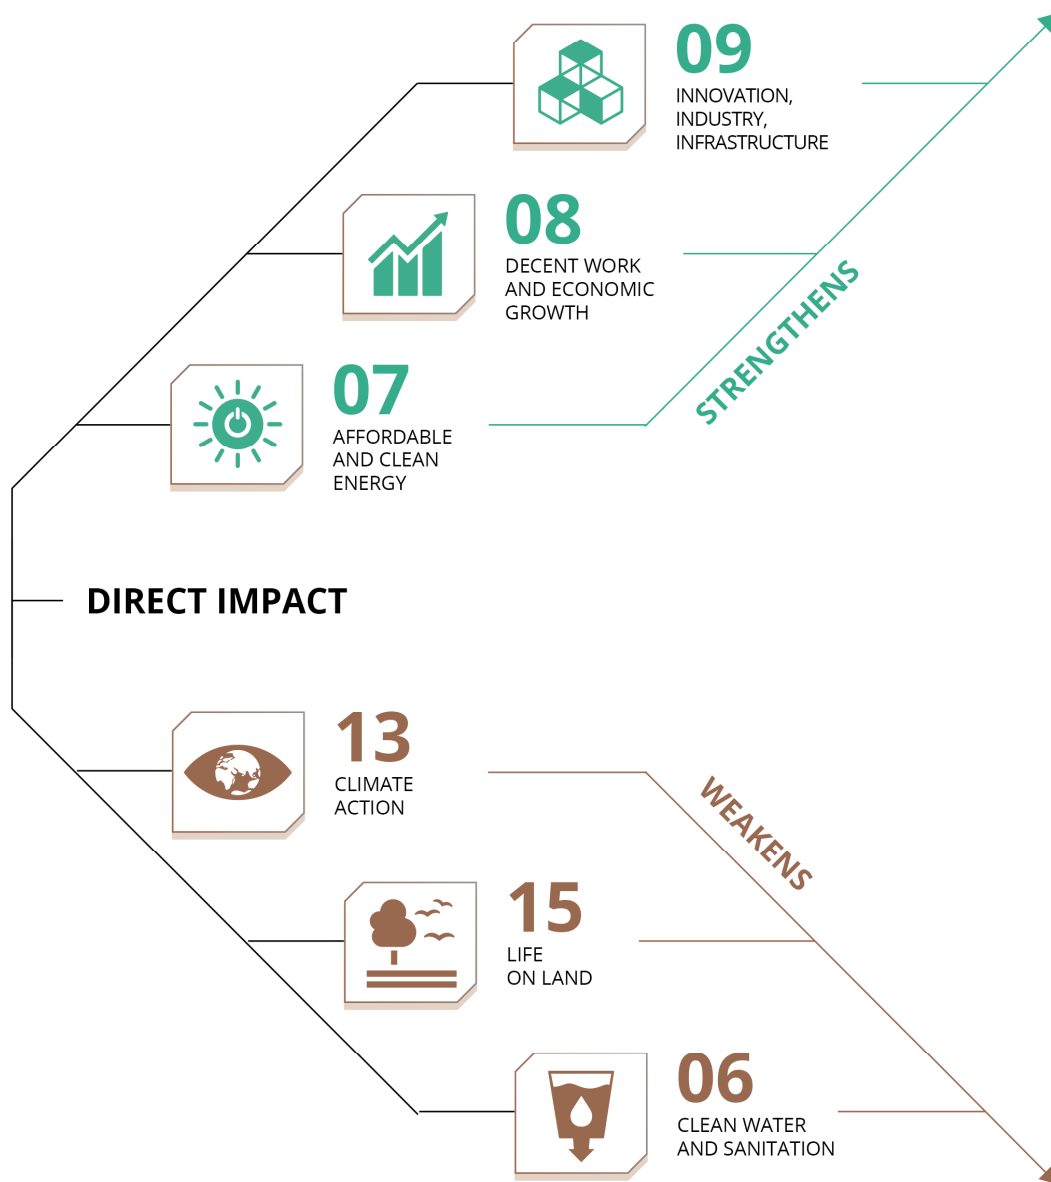 09
INNOVATION,
INDUSTRY,
INFRASTRUCTURE
08
DECENT WORK
AND ECONOMIC
GROWTH
STRENGTHENS
07
AFFORDABLE
AND CLEAN
ENERGY
DIRECT IMPACT
13
CLIMATE
ACTION
WEAKENS
15
LIFE
ON LAND
06
CLEAN WATER
AND SANITATION